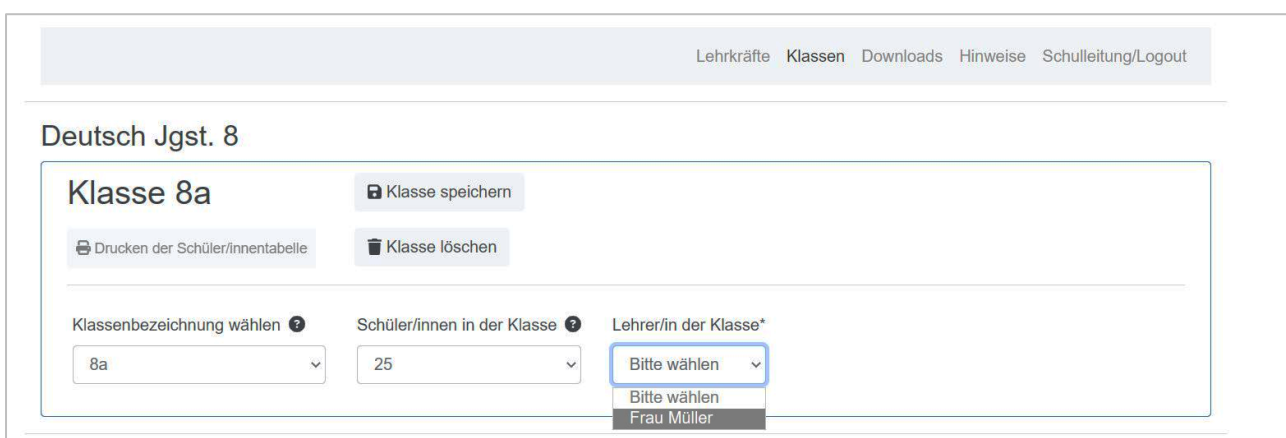 Lehrkräfte Klassen Downloads Hinweise Schulleitung/Logout
Deutsch Jgst. 8
Klasse 8a
Klasse speichern
Drucken der Schüler/innentabelle
Klasse löschen
Klassenbezeichnung wählen ?
Schüler/innen in der Klasse ?
Lehrer/in der Klasse*
8a
25
Bitte wählen
Bitte wählen
Frau Müller